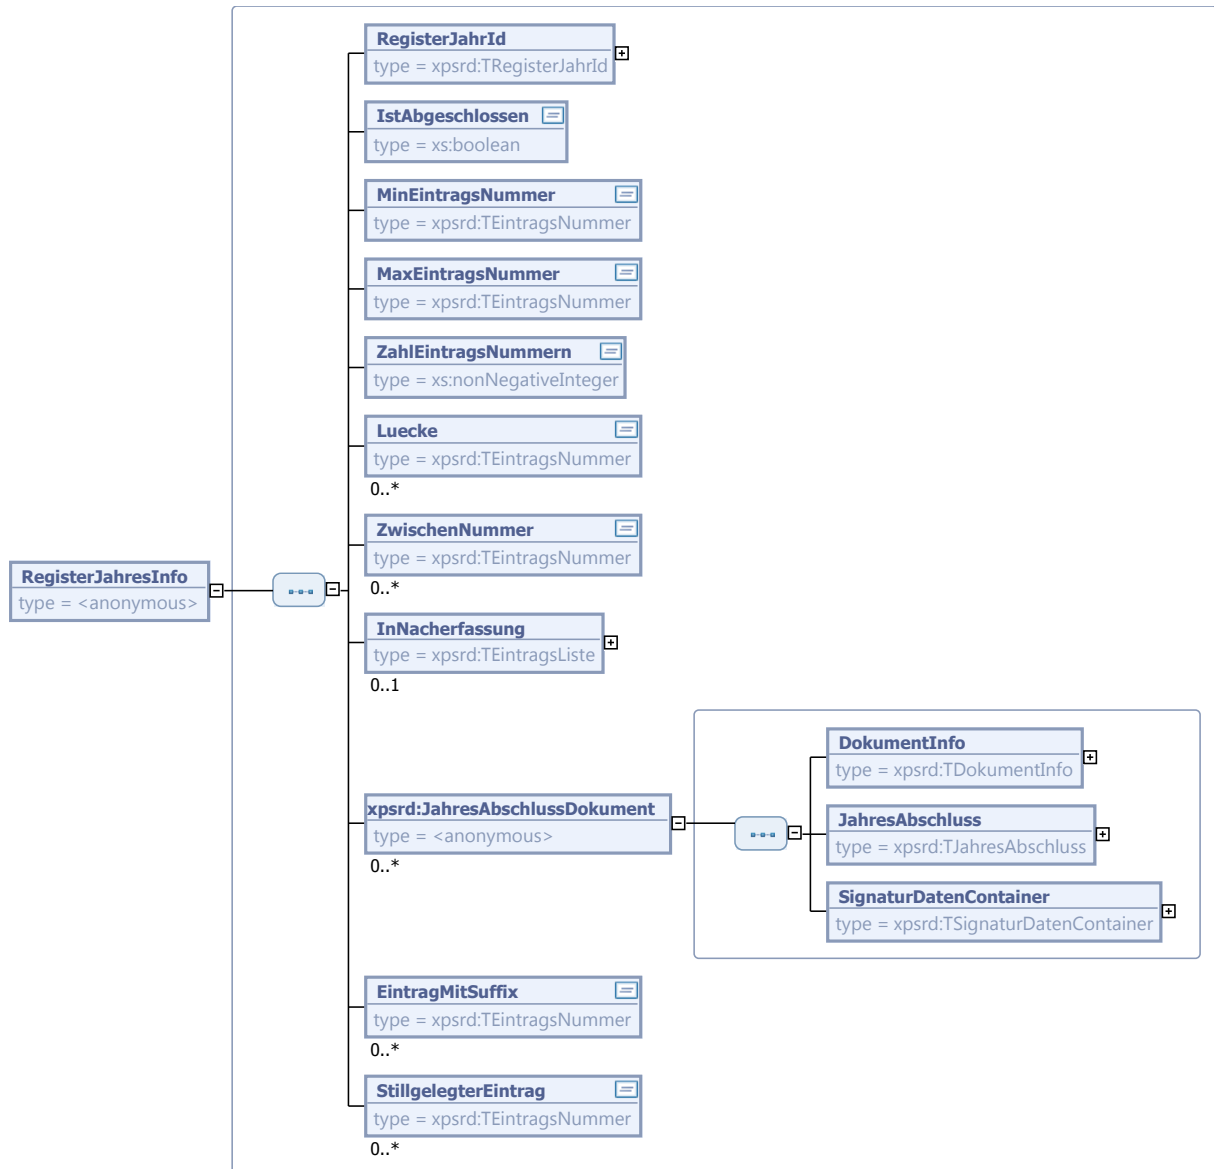 RegisterJahrId
type = xpsrd:TRegisterJahrId
IstAbgeschlossen
type = xs:boolean
MinEintragsNummer
type = xpsrd:TEintragsNummer
MaxEintragsNummer
type = xpsrd:TEintragsNummer
ZahlEintragsNummern
type = xs:nonNegativeInteger
Luecke
type = xpsrd:TEintragsNummer
0..*
ZwischenNummer
type = xpsrd:TEintragsNummer
0..*
RegisterJahresInfo
type = <anonymous>
InNacherfassung
type = xpsrd:TEintragsListe
0..1
xpsrd:JahresAbschlussDokument
type = <anonymous>
0..*
DokumentInfo
type = xpsrd:TDokumentInfo
JahresAbschluss
type = xpsrd:TJahresAbschluss
SignaturDatenContainer
type = xpsrd:TSignaturDatenContainer
EintragMitSuffix
type = xpsrd:TEintragsNummer
0..*
StillgelegterEintrag
type = xpsrd:TEintragsNummer
0..*